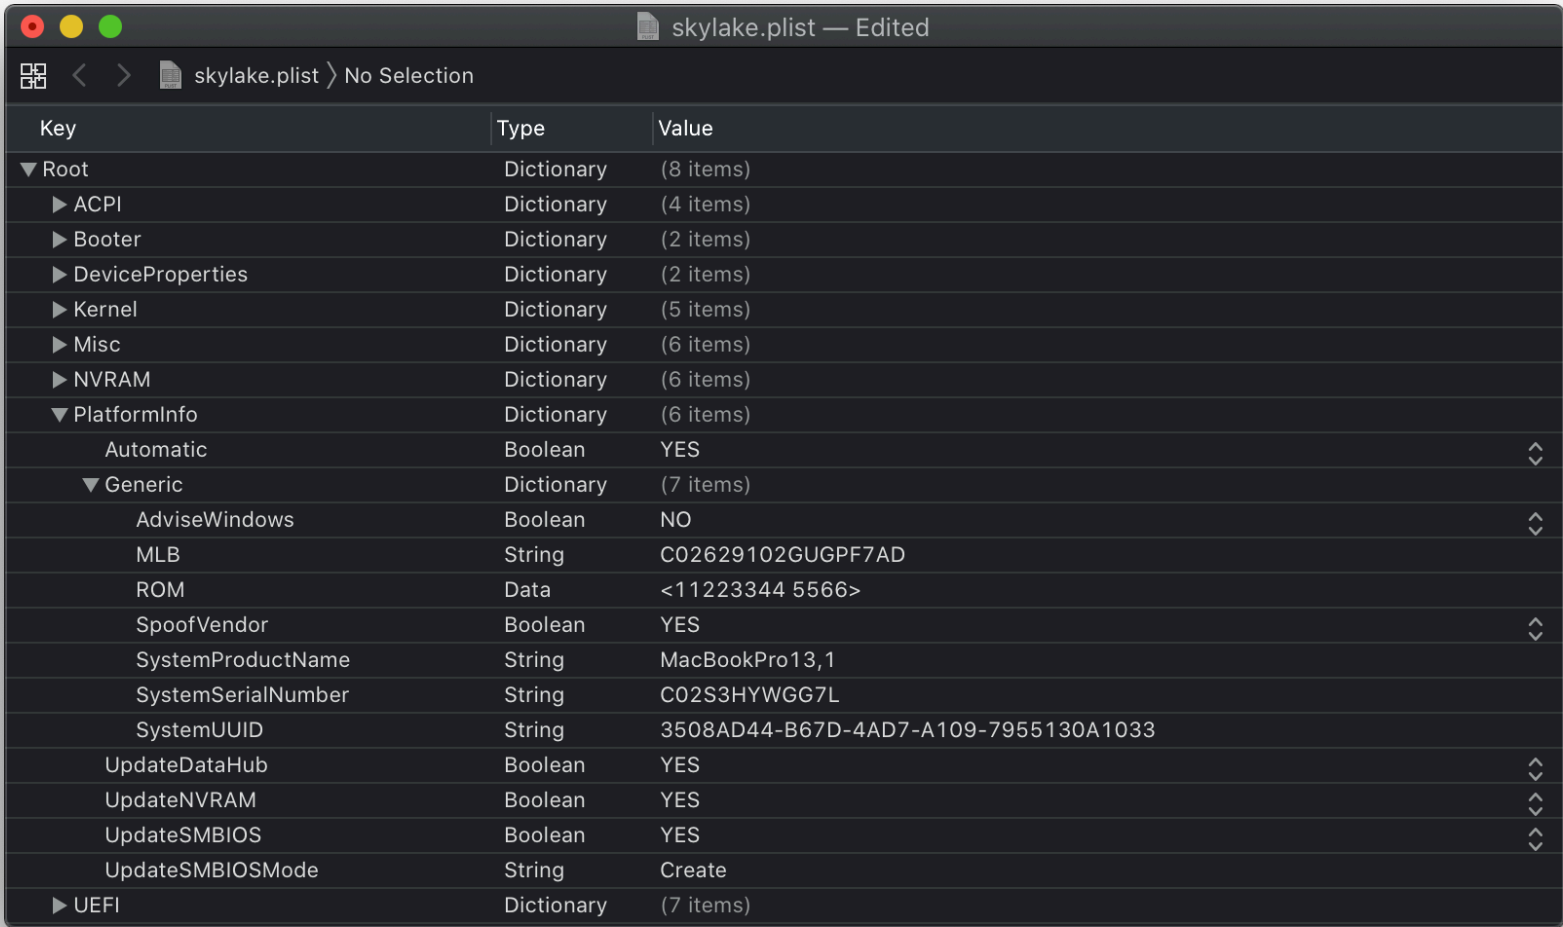 skylake.plist — Edited
skylake.plist 〉 No Selection
Key Type Value
Root Dictionary (8 items)
ACPI Dictionary (4 items)
Booter Dictionary (2 items)
DeviceProperties Dictionary (2 items)
Kernel Dictionary (5 items)
Misc Dictionary (6 items)
NVRAM Dictionary (6 items)
PlatformInfo Dictionary (6 items)
Automatic Boolean YES
Generic Dictionary (7 items)
AdviseWindows Boolean NO
MLB String C02629102GUGPF7AD
ROM Data <11223344 5566>
SpoofVendor Boolean YES
SystemProductName String MacBookPro13,1
SystemSerialNumber String C02S3HYWGG7L
SystemUUID String 3508AD44-B67D-4AD7-A109-7955130A1033
UpdateDataHub Boolean YES
UpdateNVRAM Boolean YES
UpdateSMBIOS Boolean YES
UpdateSMBIOSMode String Create
UEFI Dictionary (7 items)